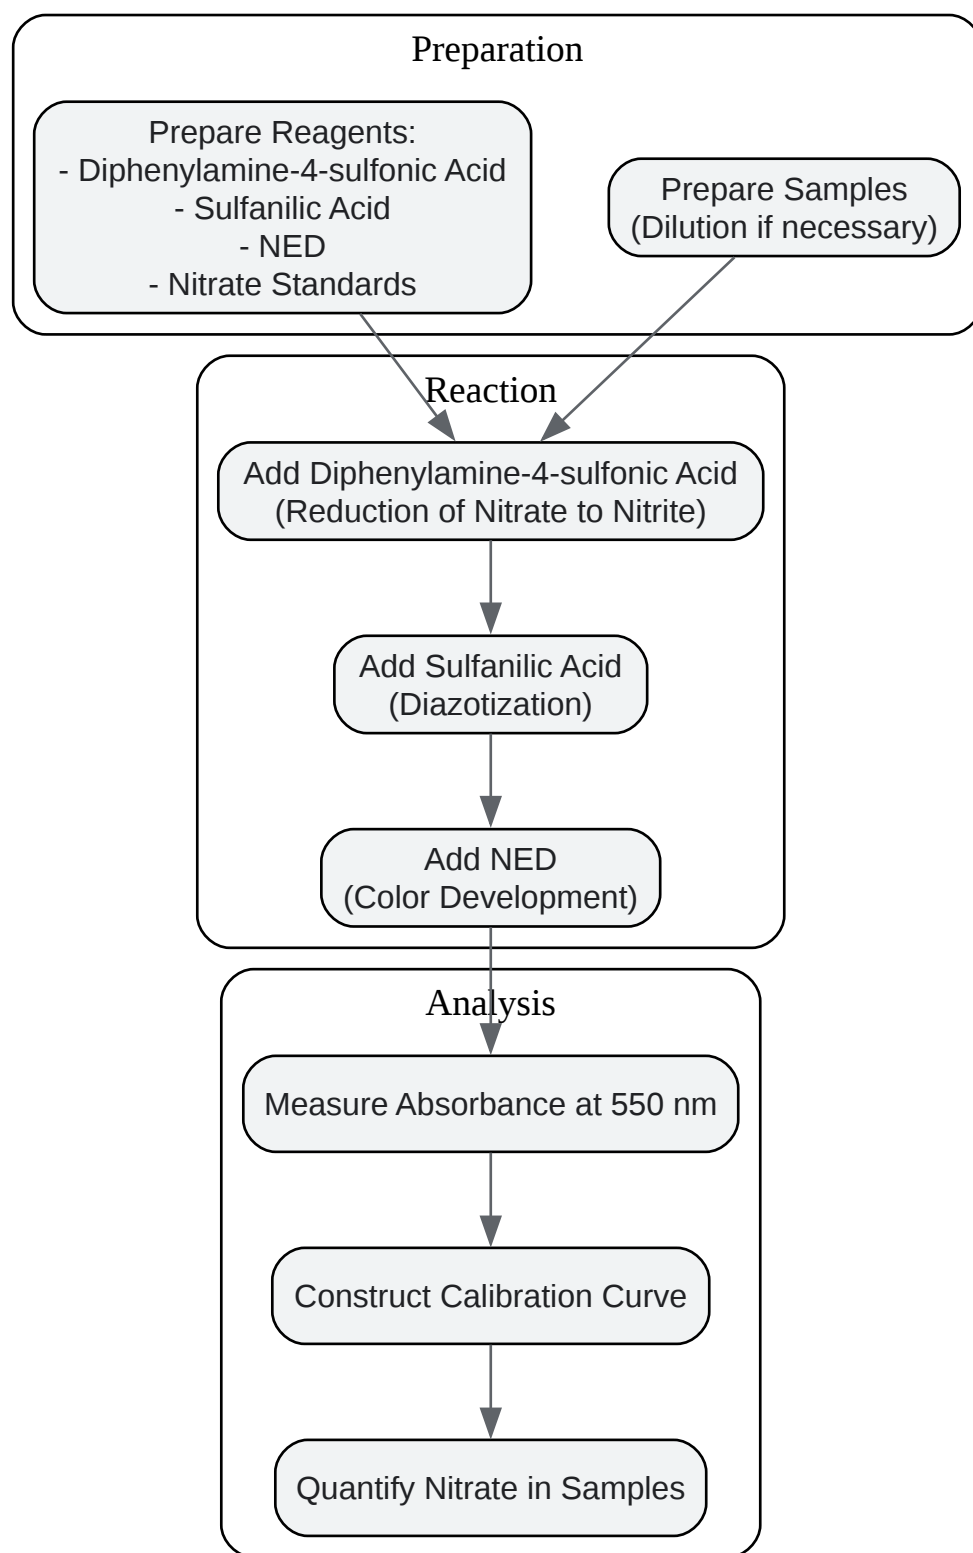 Preparation
Prepare Reagents:
- Diphenylamine-4-sulfonic Acid
- Sulfanilic Acid
- NED
- Nitrate Standards
Prepare Samples
(Dilution if necessary)
Reaction
Add Diphenylamine-4-sulfonic Acid
(Reduction of Nitrate to Nitrite)
Add Sulfanilic Acid
(Diazotization)
Add NED
(Color Development)
Analysis
Measure Absorbance at 550 nm
Construct Calibration Curve
Quantify Nitrate in Samples